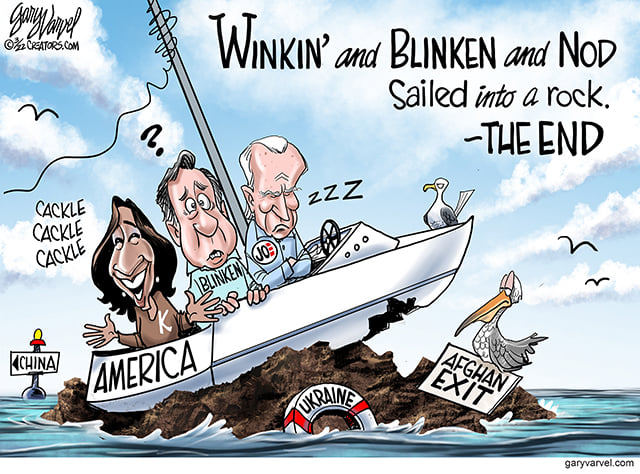 Gary Varvel
©3/22 CREATORS.COM
WINKIN' and BLINKEN and NOD
Sailed into a rock.
-THE END
?
CACKLE
CACKLE
CACKLE
ZZZ
JOE
BLINKEN
K
◄CHINA
AMERICA
UKRAINE
AFGHAN
EXIT
garyvarvel.com